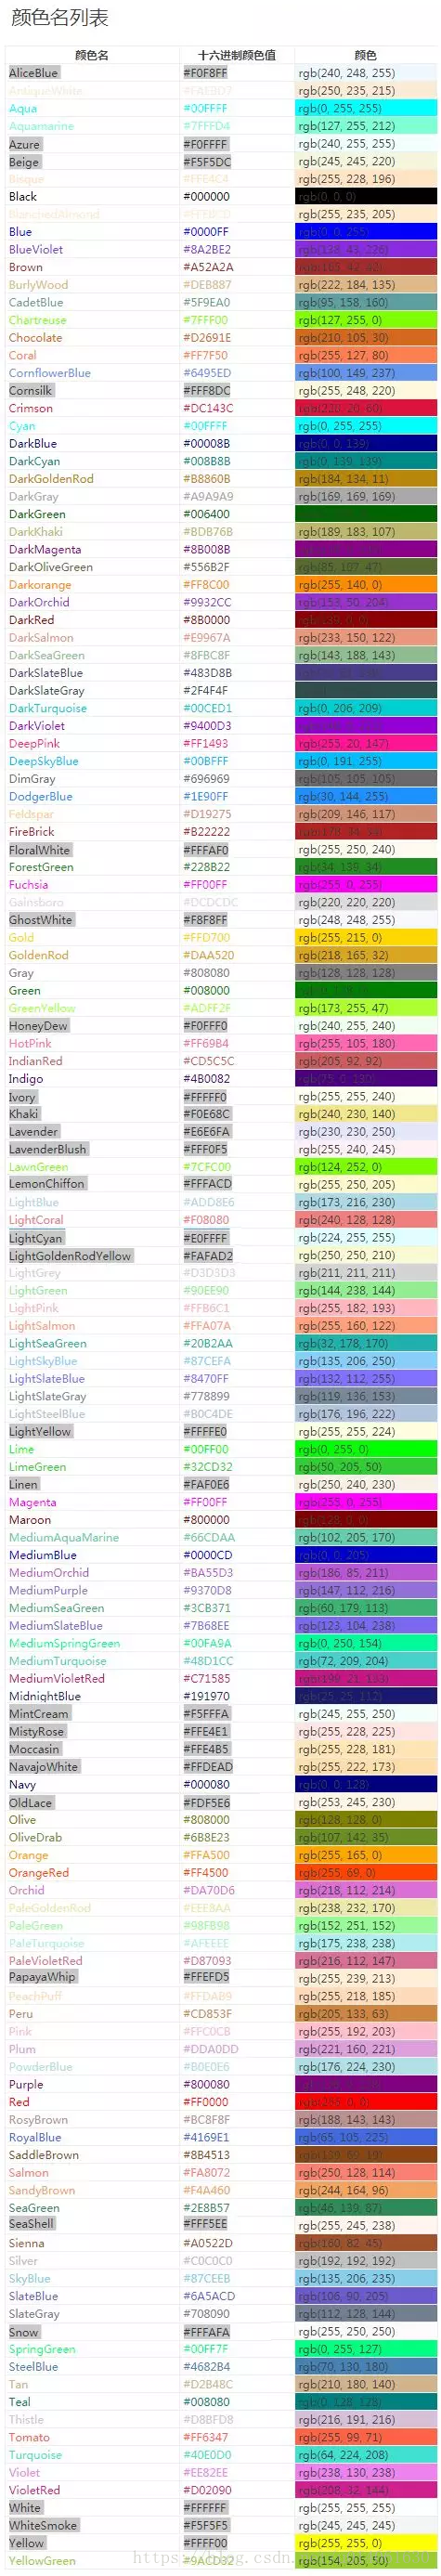 颜色名列表
颜色名 十六进制颜色值 颜色
AliceBlue #F0F8FF rgb(240, 248, 255)
AntiqueWhite #FAEBD7 rgb(250, 235, 215)
Aqua #00FFFF rgb(0, 255, 255)
Aquamarine #7FFFD4 rgb(127, 255, 212)
Azure #F0FFFF rgb(240, 255, 255)
Beige #F5F5DC rgb(245, 245, 220)
Bisque #FFE4C4 rgb(255, 228, 196)
Black #000000 rgb(0, 0, 0)
BlanchedAlmond #FFEBCD rgb(255, 235, 205)
Blue #0000FF rgb(0, 0, 255)
BlueViolet #8A2BE2 rgb(138, 43, 226)
Brown #A52A2A rgb(165, 42, 42)
BurlyWood #DEB887 rgb(222, 184, 135)
CadetBlue #5F9EA0 rgb(95, 158, 160)
Chartreuse #7FFF00 rgb(127, 255, 0)
Chocolate #D2691E rgb(210, 105, 30)
Coral #FF7F50 rgb(255, 127, 80)
CornflowerBlue #6495ED rgb(100, 149, 237)
Cornsilk #FFF8DC rgb(255, 248, 220)
Crimson #DC143C rgb(220, 20, 60)
Cyan #00FFFF rgb(0, 255, 255)
DarkBlue #00008B rgb(0, 0, 139)
DarkCyan #008B8B rgb(0, 139, 139)
DarkGoldenRod #B8860B rgb(184, 134, 11)
DarkGray #A9A9A9 rgb(169, 169, 169)
DarkGreen #006400
DarkKhaki #BDB76B rgb(189, 183, 107)
DarkMagenta #8B008B
DarkOliveGreen #556B2F rgb(85, 107, 47)
Darkorange #FF8C00 rgb(255, 140, 0)
DarkOrchid #9932CC rgb(153, 50, 204)
DarkRed #8B0000 rgb(139, 0, 0)
DarkSalmon #E9967A rgb(233, 150, 122)
DarkSeaGreen #8FBC8F rgb(143, 188, 143)
DarkSlateBlue #483D8B
DarkSlateGray #2F4F4F
DarkTurquoise #00CED1 rgb(0, 206, 209)
DarkViolet #9400D3
DeepPink #FF1493 rgb(255, 20, 147)
DeepSkyBlue #00BFFF rgb(0, 191, 255)
DimGray #696969 rgb(105, 105, 105)
DodgerBlue #1E90FF rgb(30, 144, 255)
Feldspar #D19275 rgb(209, 146, 117)
FireBrick #B22222 rgb(178, 34, 34)
FloralWhite #FFFAF0 rgb(255, 250, 240)
ForestGreen #228B22 rgb(34, 139, 34)
Fuchsia #FF00FF rgb(255, 0, 255)
Gainsboro #DCDCDC rgb(220, 220, 220)
GhostWhite #F8F8FF rgb(248, 248, 255)
Gold #FFD700 rgb(255, 215, 0)
GoldenRod #DAA520 rgb(218, 165, 32)
Gray #808080 rgb(128, 128, 128)
Green #008000
GreenYellow #ADFF2F rgb(173, 255, 47)
HoneyDew #F0FFF0 rgb(240, 255, 240)
HotPink #FF69B4 rgb(255, 105, 180)
IndianRed #CD5C5C rgb(205, 92, 92)
Indigo #4B0082 rgb(75, 0, 130)
Ivory #FFFFF0 rgb(255, 255, 240)
Khaki #F0E68C rgb(240, 230, 140)
Lavender #E6E6FA rgb(230, 230, 250)
LavenderBlush #FFF0F5 rgb(255, 240, 245)
LawnGreen #7CFC00 rgb(124, 252, 0)
LemonChiffon #FFFACD rgb(255, 250, 205)
LightBlue #ADD8E6 rgb(173, 216, 230)
LightCoral #F08080 rgb(240, 128, 128)
LightCyan #E0FFFF rgb(224, 255, 255)
LightGoldenRodYellow #FAFAD2 rgb(250, 250, 210)
LightGrey #D3D3D3 rgb(211, 211, 211)
LightGreen #90EE90 rgb(144, 238, 144)
LightPink #FFB6C1 rgb(255, 182, 193)
LightSalmon #FFA07A rgb(255, 160, 122)
LightSeaGreen #20B2AA rgb(32, 178, 170)
LightSkyBlue #87CEFA rgb(135, 206, 250)
LightSlateBlue #8470FF rgb(132, 112, 255)
LightSlateGray #778899 rgb(119, 136, 153)
LightSteelBlue #B0C4DE rgb(176, 196, 222)
LightYellow #FFFFE0 rgb(255, 255, 224)
Lime #00FF00 rgb(0, 255, 0)
LimeGreen #32CD32 rgb(50, 205, 50)
Linen #FAF0E6 rgb(250, 240, 230)
Magenta #FF00FF rgb(255, 0, 255)
Maroon #800000 rgb(128, 0, 0)
MediumAquaMarine #66CDAA rgb(102, 205, 170)
MediumBlue #0000CD rgb(0, 0, 205)
MediumOrchid #BA55D3 rgb(186, 85, 211)
MediumPurple #9370D8 rgb(147, 112, 216)
MediumSeaGreen #3CB371 rgb(60, 179, 113)
MediumSlateBlue #7B68EE rgb(123, 104, 238)
MediumSpringGreen #00FA9A rgb(0, 250, 154)
MediumTurquoise #48D1CC rgb(72, 209, 204)
MediumVioletRed #C71585 rgb(199, 21, 133)
MidnightBlue #191970 rgb(25, 25, 112)
MintCream #F5FFFA rgb(245, 255, 250)
MistyRose #FFE4E1 rgb(255, 228, 225)
Moccasin #FFE4B5 rgb(255, 228, 181)
NavajoWhite #FFDEAD rgb(255, 222, 173)
Navy #000080 rgb(0, 0, 128)
OldLace #FDF5E6 rgb(253, 245, 230)
Olive #808000 rgb(128, 128, 0)
OliveDrab #6B8E23 rgb(107, 142, 35)
Orange #FFA500 rgb(255, 165, 0)
OrangeRed #FF4500 rgb(255, 69, 0)
Orchid #DA70D6 rgb(218, 112, 214)
PaleGoldenRod #EEE8AA rgb(238, 232, 170)
PaleGreen #98FB98 rgb(152, 251, 152)
PaleTurquoise #AFEEEE rgb(175, 238, 238)
PaleVioletRed #D87093 rgb(216, 112, 147)
PapayaWhip #FFEFD5 rgb(255, 239, 213)
PeachPuff #FFDAB9 rgb(255, 218, 185)
Peru #CD853F rgb(205, 133, 63)
Pink #FFC0CB rgb(255, 192, 203)
Plum #DDA0DD rgb(221, 160, 221)
PowderBlue #B0E0E6 rgb(176, 224, 230)
Purple #800080
Red #FF0000 rgb(255, 0, 0)
RosyBrown #BC8F8F rgb(188, 143, 143)
RoyalBlue #4169E1 rgb(65, 105, 225)
SaddleBrown #8B4513 rgb(139, 69, 19)
Salmon #FA8072 rgb(250, 128, 114)
SandyBrown #F4A460 rgb(244, 164, 96)
SeaGreen #2E8B57 rgb(46, 139, 87)
SeaShell #FFF5EE rgb(255, 245, 238)
Sienna #A0522D rgb(160, 82, 45)
Silver #C0C0C0 rgb(192, 192, 192)
SkyBlue #87CEEB rgb(135, 206, 235)
SlateBlue #6A5ACD rgb(106, 90, 205)
SlateGray #708090 rgb(112, 128, 144)
Snow #FFFAFA rgb(255, 250, 250)
SpringGreen #00FF7F rgb(0, 255, 127)
SteelBlue #4682B4 rgb(70, 130, 180)
Tan #D2B48C rgb(210, 180, 140)
Teal #008080 rgb(0, 128, 128)
Thistle #D8BFD8 rgb(216, 191, 216)
Tomato #FF6347 rgb(255, 99, 71)
Turquoise #40E0D0 rgb(64, 224, 208)
Violet #EE82EE rgb(238, 130, 238)
VioletRed #D02090 rgb(208, 32, 144)
White #FFFFFF rgb(255, 255, 255)
WhiteSmoke #F5F5F5 rgb(245, 245, 245)
Yellow #FFFF00 rgb(255, 255, 0)
YellowGreen #9ACD32 rgb(154, 205, 50)